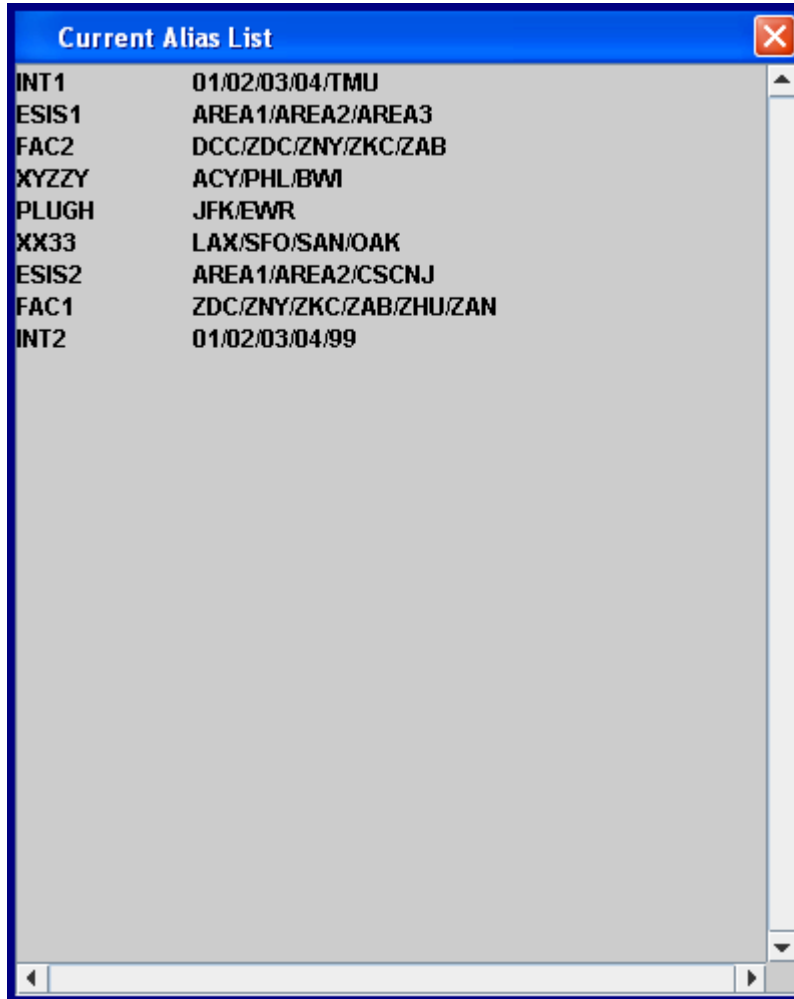 Current Alias List
INT1 01/02/03/04/TMU
ESIS1 AREA1/AREA2/AREA3
FAC2 DCC/ZDC/ZNY/ZKC/ZAB
XYZZY ACY/PHL/BWI
PLUGH JFK/EWR
XX33 LAX/SFO/SAN/OAK
ESIS2 AREA1/AREA2/CSCNJ
FAC1 ZDC/ZNY/ZKC/ZAB/ZHU/ZAN
INT2 01/02/03/04/99